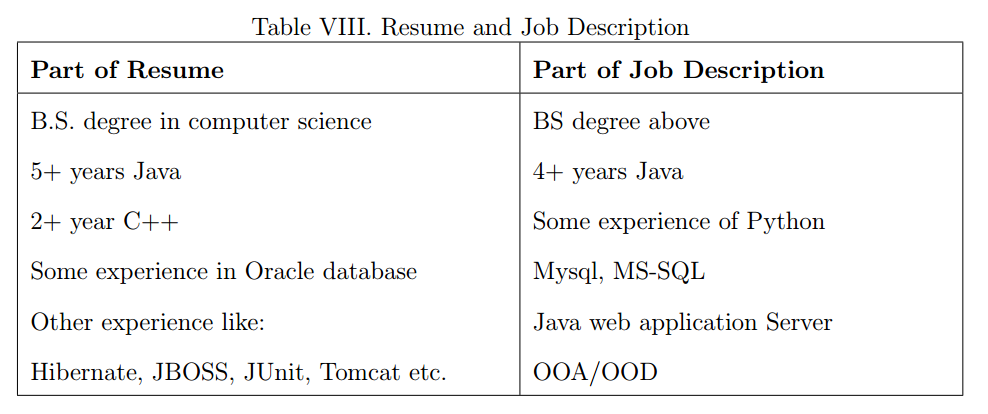 Table VIII. Resume and Job Description
Part of Resume Part of Job Description
B.S. degree in computer science BS degree above
5+ years Java 4+ years Java
2+ year C++ Some experience of Python
Some experience in Oracle database Mysql, MS-SQL
Other experience like: Java web application Server
Hibernate, JBOSS, JUnit, Tomcat etc. OOA/OOD